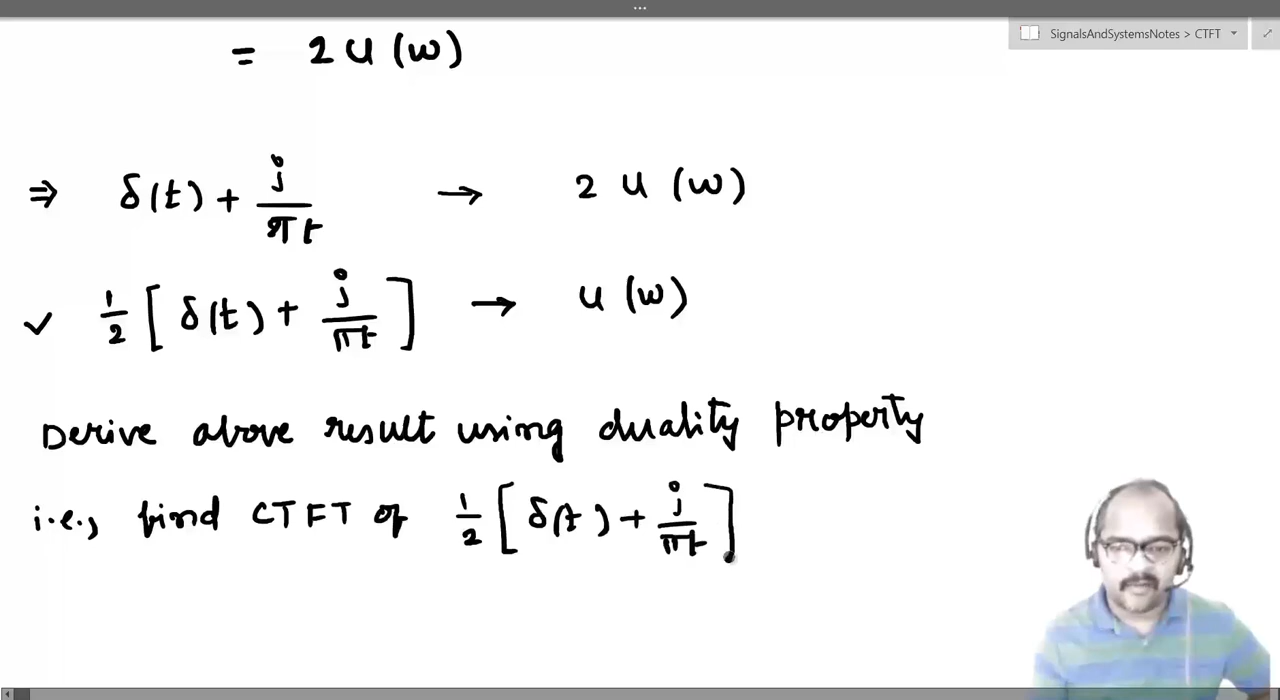 ...
SignalsAndSystemsNotes > CTFT
= 2 u (w)
⇒ δ(t) + j/πt → 2 u (w)
✓ 1/2 [ δ(t) + j/πt ] → u (w)
Derive above result using duality property
i.e., find CTFT of 1/2 [ δ(t) + j/πt ]